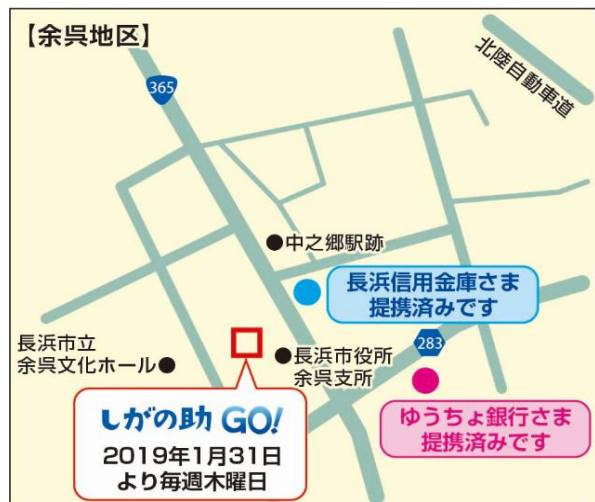 【余呉地区】
365
北陸自動車道
中之郷駅跡
長浜信用金庫さま
提携済みです
長浜市立
余呉文化ホール
長浜市役所
余呉支所
283
しがの助 GO!
2019年1月31日
より毎週木曜日
ゆうちょ銀行さま
提携済みです